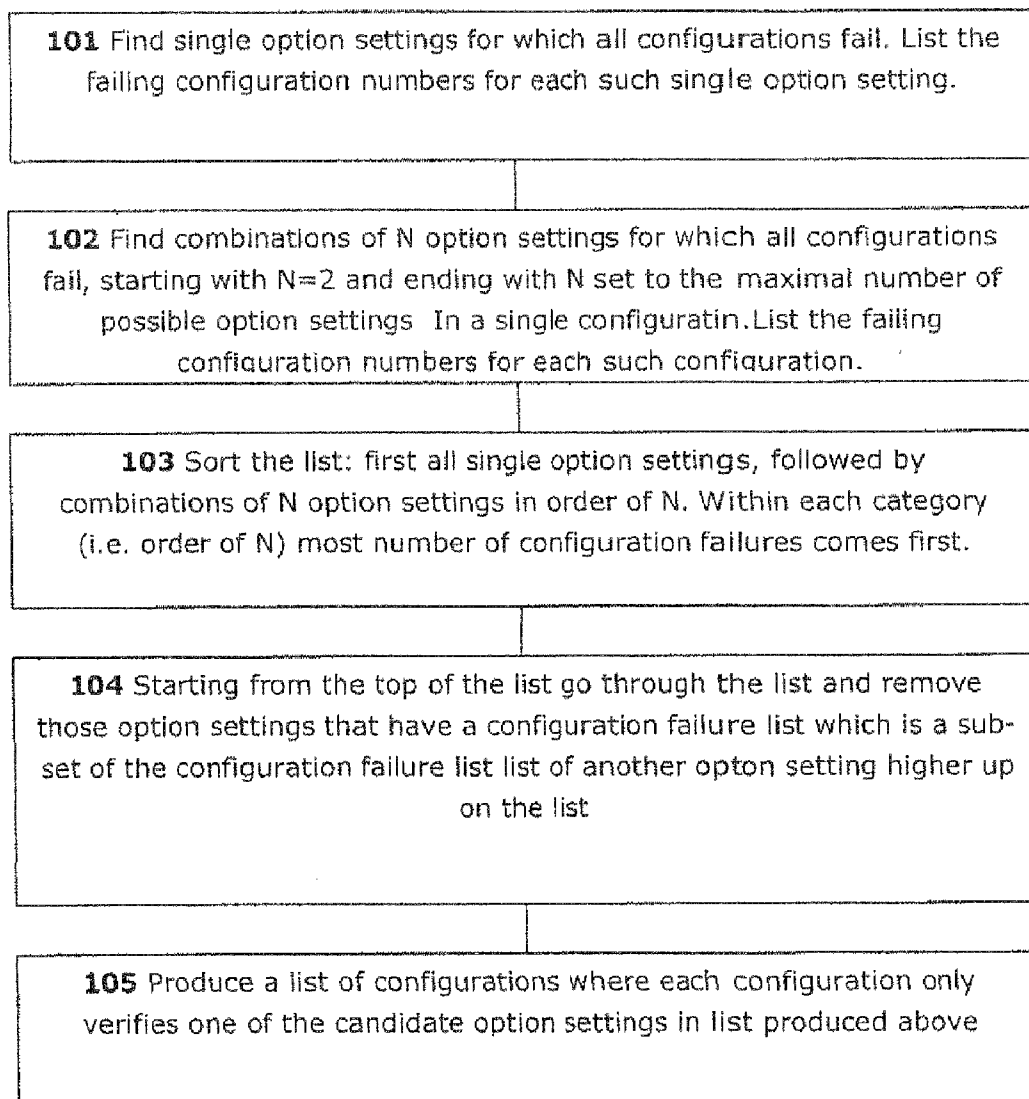 101 Find single option settings for which all configurations fail. List the
failing configuration numbers for each such single option setting.
102 Find combinations of N option settings for which all configurations
fail, starting with N=2 and ending with N set to the maximal number of
possible option settings In a single configuratin.List the failing
configuration numbers for each such configuration.
103 Sort the list: first all single option settings, followed by
combinations of N option settings in order of N. Within each category
(i.e. order of N) most number of configuration failures comes first.
104 Starting from the top of the list go through the list and remove
those option settings that have a configuration failure list which is a sub-
set of the configuration failure list list of another opton setting higher up
on the list
105 Produce a list of configurations where each configuration only
verifies one of the candidate option settings in list produced above